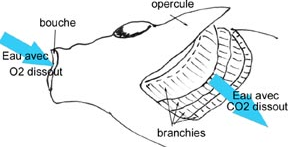 bouche
opercule
Eau avec
O2 dissout
Eau avec
CO2 dissout
branchies